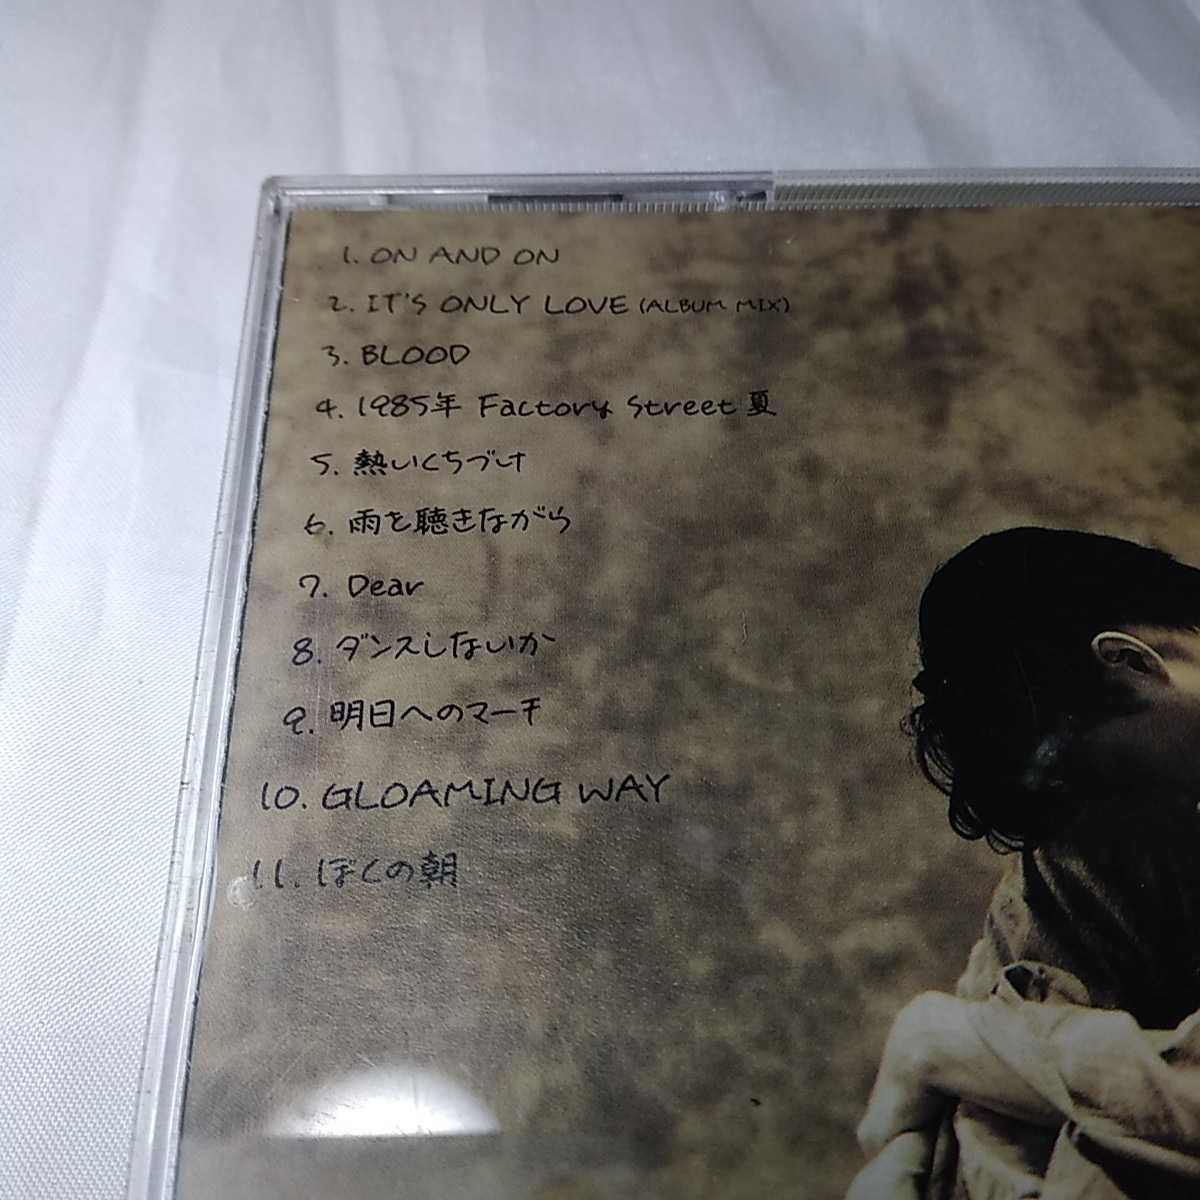 1. ON AND ON
2. IT'S ONLY LOVE (ALBUM MIX)
3. BLOOD
4. 1985年 Factory Street 夏
5. 熱いくちづけ
6. 雨を聴きながら
7. Dear
8. ダンスしないか
9. 明日へのマーチ
10. GLOAMING WAY
11. ぼくの朝